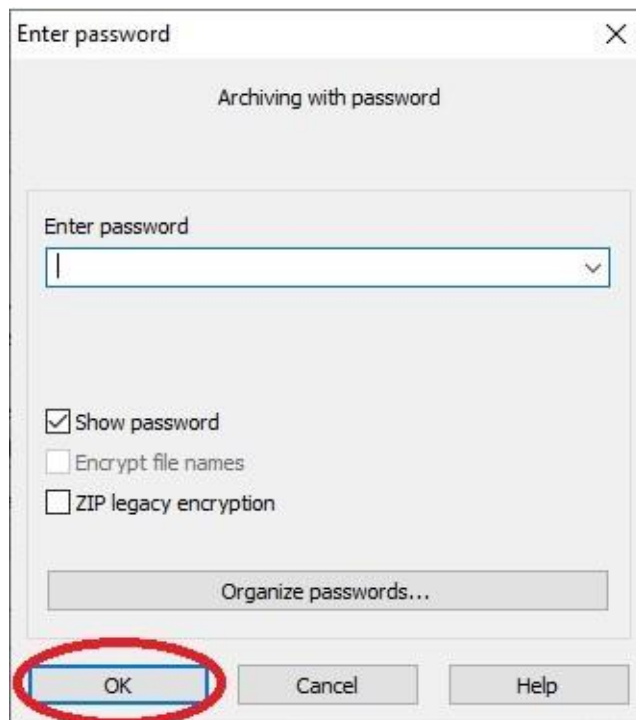 Enter password
Archiving with password
Enter password
Show password
Encrypt file names
ZIP legacy encryption
Organize passwords...
OK Cancel Help